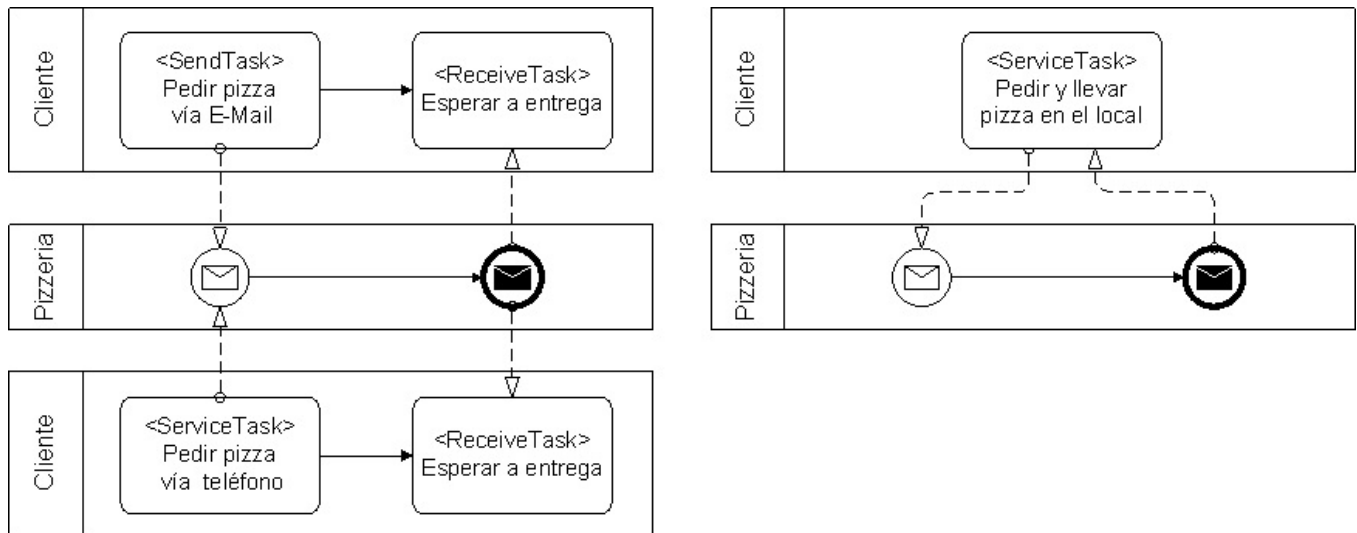 Cliente
<SendTask>
Pedir pizza
vía E-Mail
<ReceiveTask>
Esperar a entrega
Pizzeria
Cliente
<ServiceTask>
Pedir pizza
vía teléfono
<ReceiveTask>
Esperar a entrega
Cliente
<ServiceTask>
Pedir y llevar
pizza en el local
Pizzeria